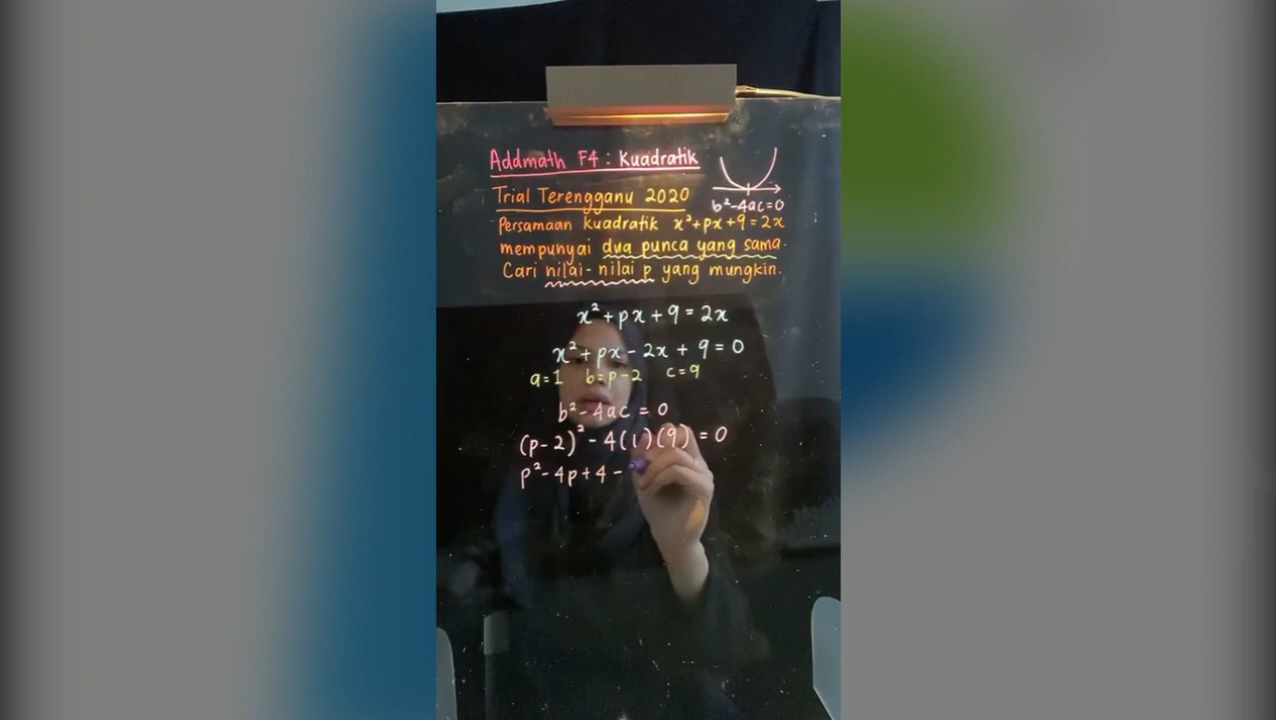 Addmath F4 : Kuadratik
Trial Terengganu 2020
b²-4ac=0
Persamaan kuadratik x²+px+9=2x
mempunyai dua punca yang sama.
Cari nilai-nilai p yang mungkin.
x²+px+9=2x
x²+px-2x+9=0
a=1 b=p-2 c=9
b²-4ac=0
(p-2)²-4(1)(9)=0
p²-4p+4-